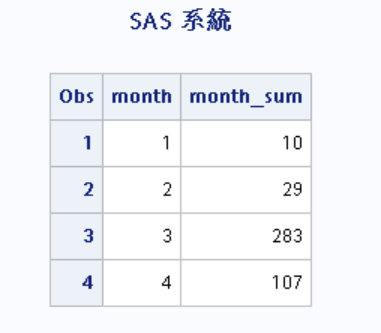 SAS 系統
Obs month month_sum
1 1 10
2 2 29
3 3 283
4 4 107